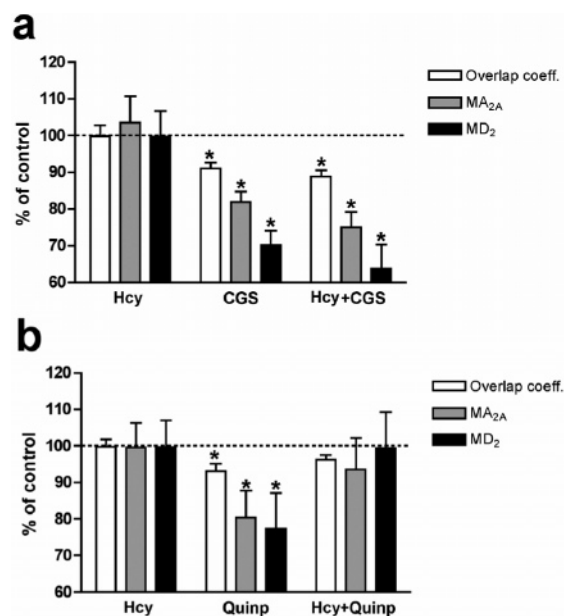 a
120
110
100
90
80
70
60
% of control
*
*
*
*
*
*
Hcy
CGS
Hcy+CGS
Overlap coeff.
MA2A
MD2
b
120
110
100
90
80
70
60
% of control
*
*
*
Hcy
Quinp
Hcy+Quinp
Overlap coeff.
MA2A
MD2